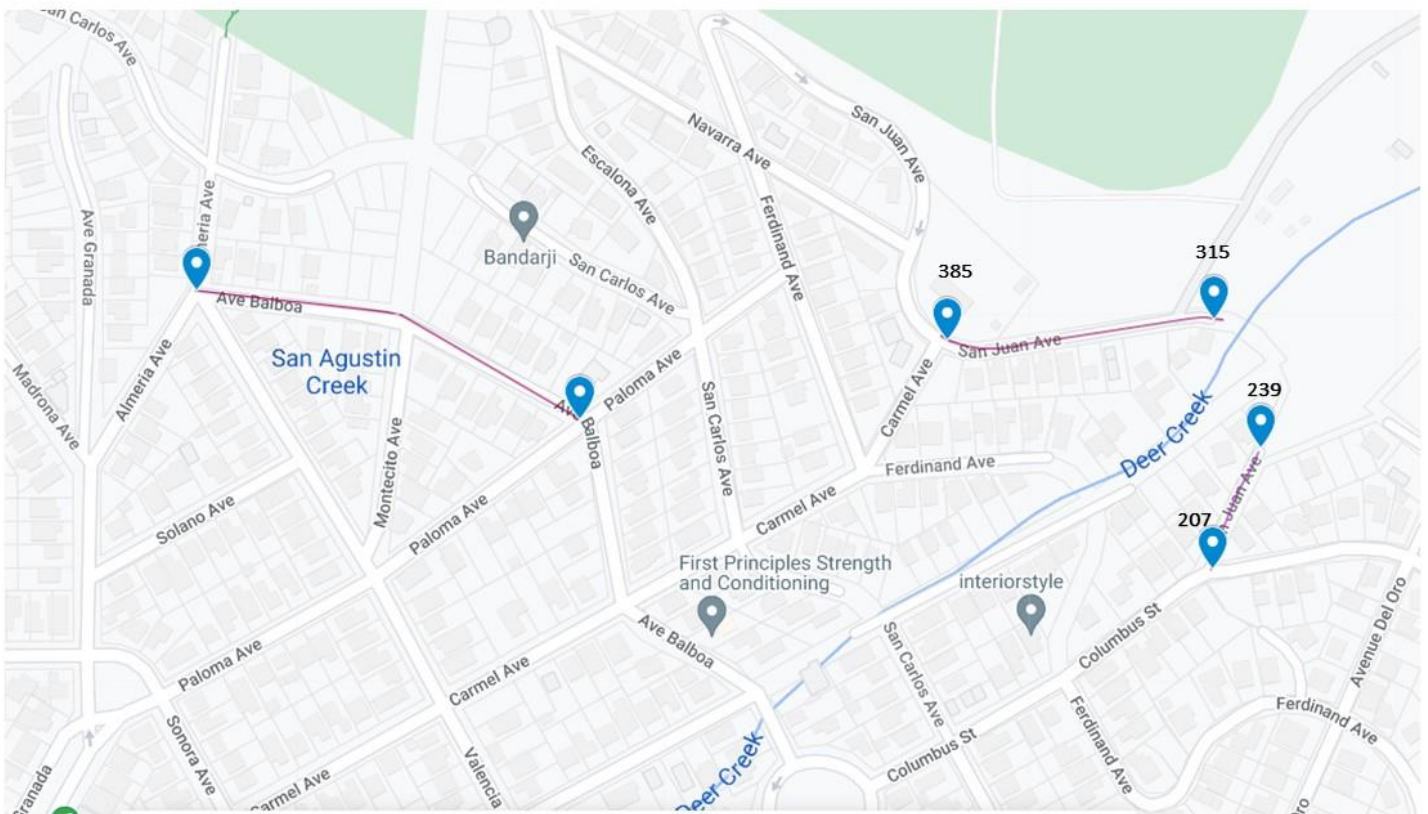 an Carlos Ave
Ave Granada
Almeria Ave
Madrona Ave
meria Ave
Ave Balboa
San Agustin
Creek
Solano Ave
Montecito Ave
Paloma Ave
Paloma Ave
Sonora Ave
Granada
Carmel Ave
Valencia
Carmel Ave
Bandarji
San Carlos Ave
Escalona Ave
Navarra Ave
Ferdinand Ave
San Juan Ave
385
315
San Juan Ave
Carmel Ave
Paloma Ave
Balboa
San Carlos Ave
Carmel Ave
Ferdinand Ave
Deer Creek
239
n Juan Ave
207
First Principles Strength
and Conditioning
interiorstyle
Ave Balboa
San Carlos Ave
Columbus St
Columbus St
Ferdinand Ave
Ferdinand Ave
Avenue Del Oro
Deer Creek